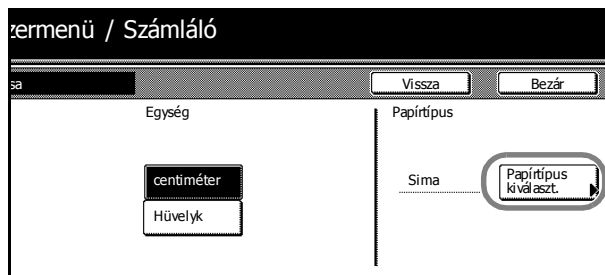 zermenü / Számláló
sa
Vissza
Bezár
Egység
Papírtípus
centiméter
Hüvelyk
Sima
Papírtípus
kiválaszt.